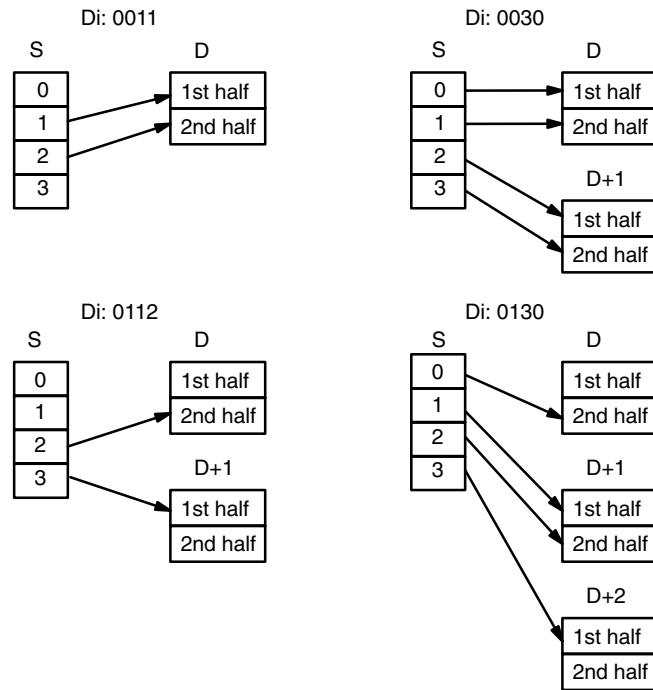 Di: 0011
S D
0
1
2
3
1st half
2nd half
Di: 0030
S D
0
1
2
3
1st half
2nd half
D+1
1st half
2nd half
Di: 0112
S D
0
1
2
3
1st half
2nd half
D+1
1st half
2nd half
Di: 0130
S D
0
1
2
3
1st half
2nd half
D+1
1st half
2nd half
D+2
1st half
2nd half